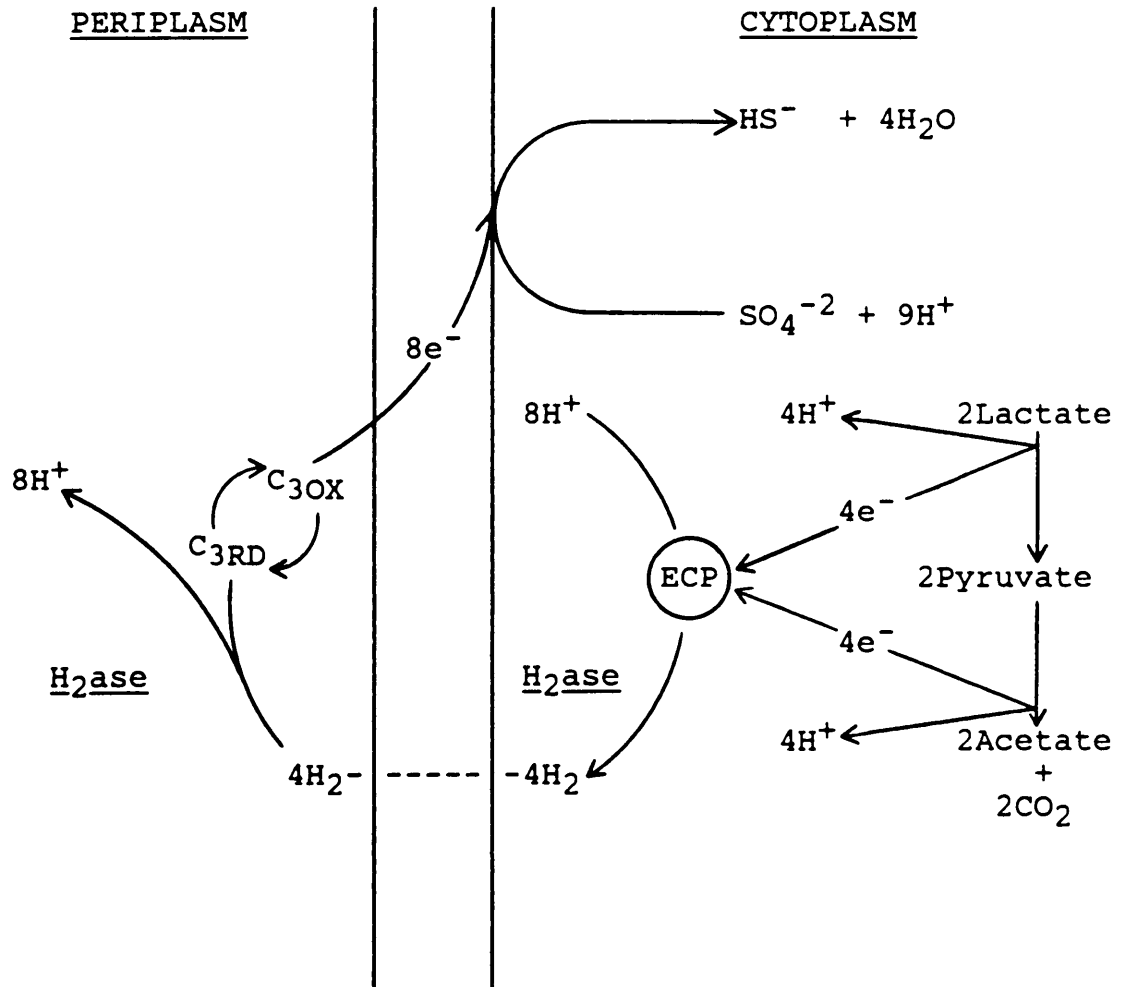 PERIPLASM
CYTOPLASM
HS⁻ + 4H₂O
SO₄⁻² + 9H⁺
8e⁻
8H⁺
4H⁺
2Lactate
8H⁺
C₃OX
4e⁻
C₃RD
ECP
2Pyruvate
4e⁻
H₂ase
H₂ase
4H⁺
2Acetate
+
2CO₂
4H₂
4H₂